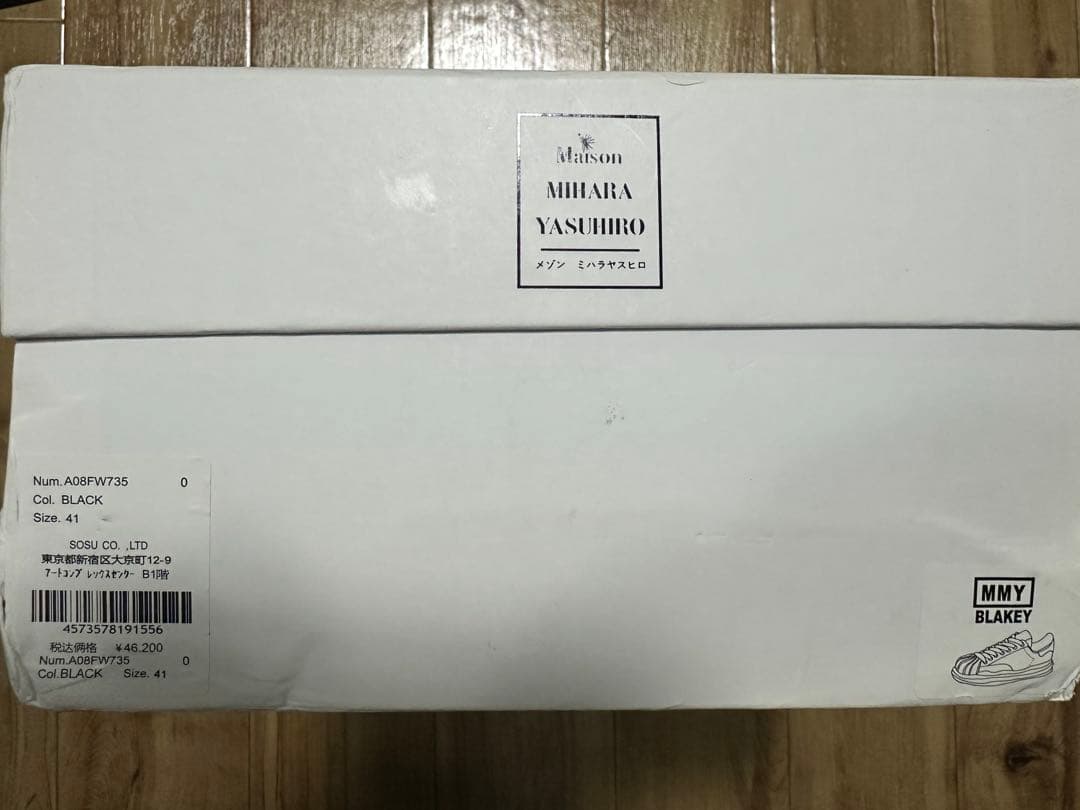 Maison
MIHARA
YASUHIRO
メゾン ミハラヤスヒロ
Num.A08FW735 0
Col. BLACK
Size. 41
SOSU CO. ,LTD
東京都新宿区大京町12-9
アートコンプレックスセンター B1階
4573578191556
税込価格 ¥46,200
Num.A08FW735 0
Col.BLACK Size. 41
MMY
BLAKEY